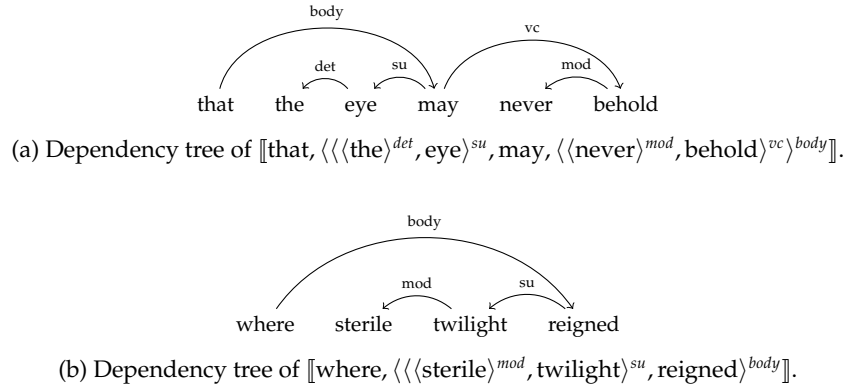 body
vc
det
su
mod
that the eye may never behold
(a) Dependency tree of ⟦that, ⟨⟨⟨the⟩^det, eye⟩^su, may, ⟨⟨never⟩^mod, behold⟩^vc⟩^body⟧.
body
mod
su
where sterile twilight reigned
(b) Dependency tree of ⟦where, ⟨⟨⟨sterile⟩^mod, twilight⟩^su, reigned⟩^body⟧.